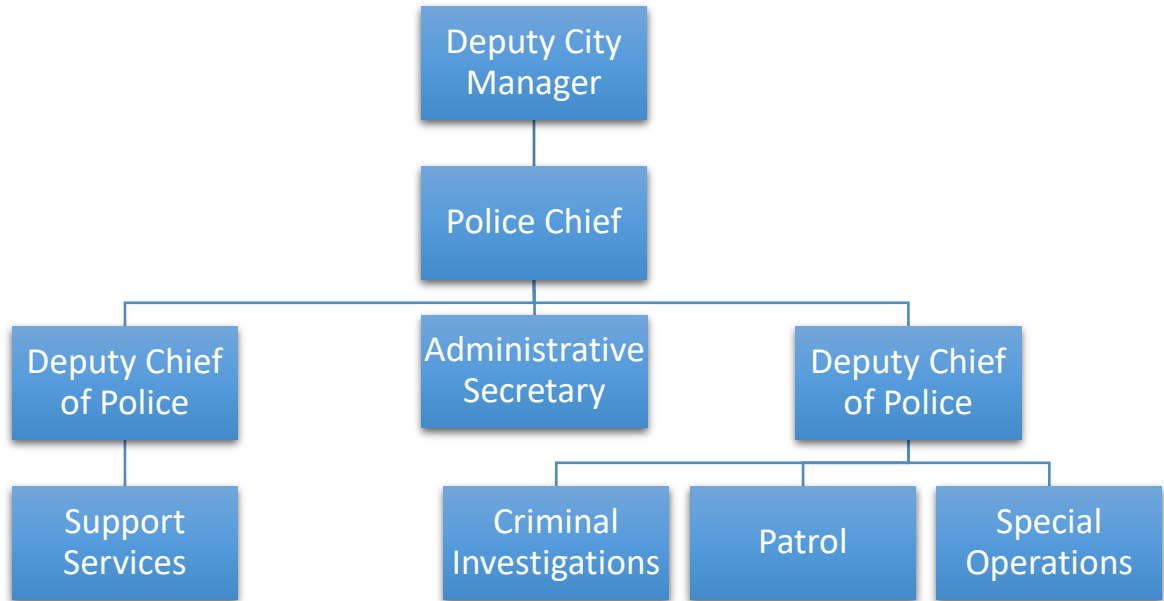 Deputy City
Manager
Police Chief
Deputy Chief
of Police
Administrative
Secretary
Deputy Chief
of Police
Support
Services
Criminal
Investigations
Patrol
Special
Operations